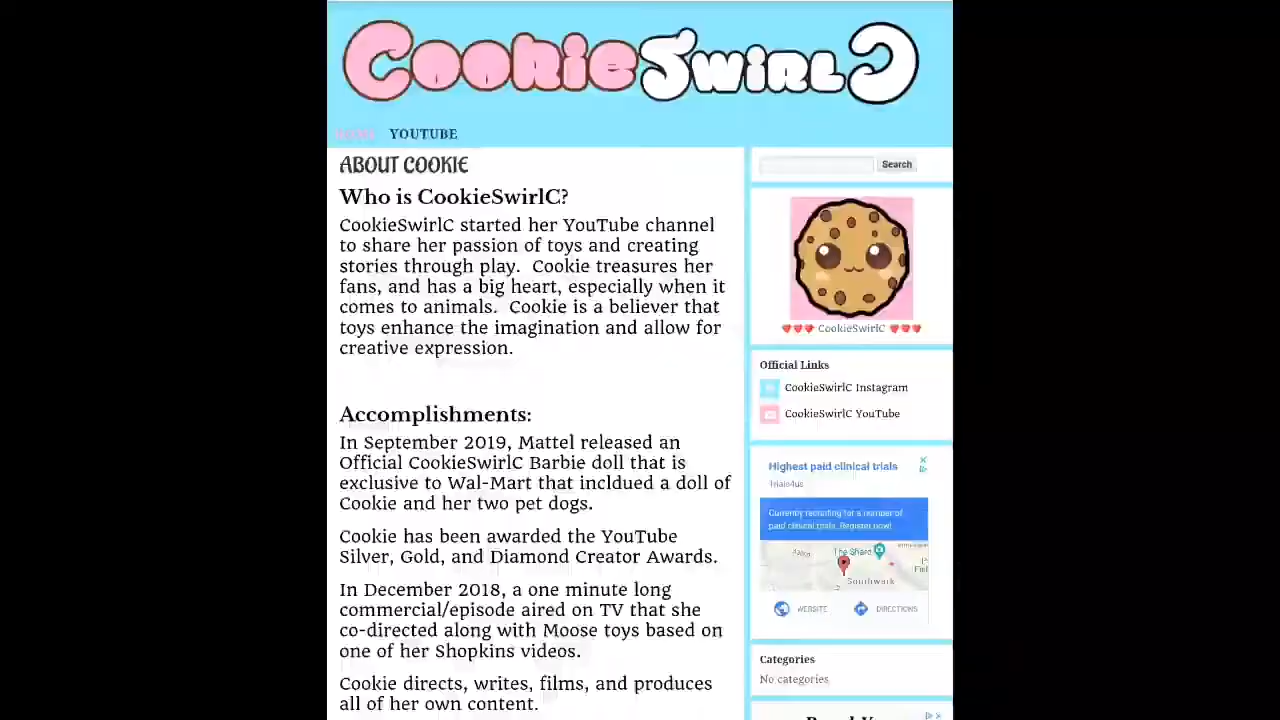 CookieSwirlC
HOME YOUTUBE
ABOUT COOKIE
Who is CookieSwirlC?
CookieSwirlC started her YouTube channel
to share her passion of toys and creating
stories through play. Cookie treasures her
fans, and has a big heart, especially when it
comes to animals. Cookie is a believer that
toys enhance the imagination and allow for
creative expression.
Accomplishments:
In September 2019, Mattel released an
Official CookieSwirlC Barbie doll that is
exclusive to Wal-Mart that incldued a doll of
Cookie and her two pet dogs.
Cookie has been awarded the YouTube
Silver, Gold, and Diamond Creator Awards.
In December 2018, a one minute long
commercial/episode aired on TV that she
co-directed along with Moose toys based on
one of her Shopkins videos.
Cookie directs, writes, films, and produces
all of her own content.
Search
CookieSwirlC
Official Links
CookieSwirlC Instagram
CookieSwirlC YouTube
Highest paid clinical trials
Trials4us
Currently recruiting for a number of
paid clinical trials. Register now!
The Shard
Southwark
WEBSITE DIRECTIONS
Categories
No categories